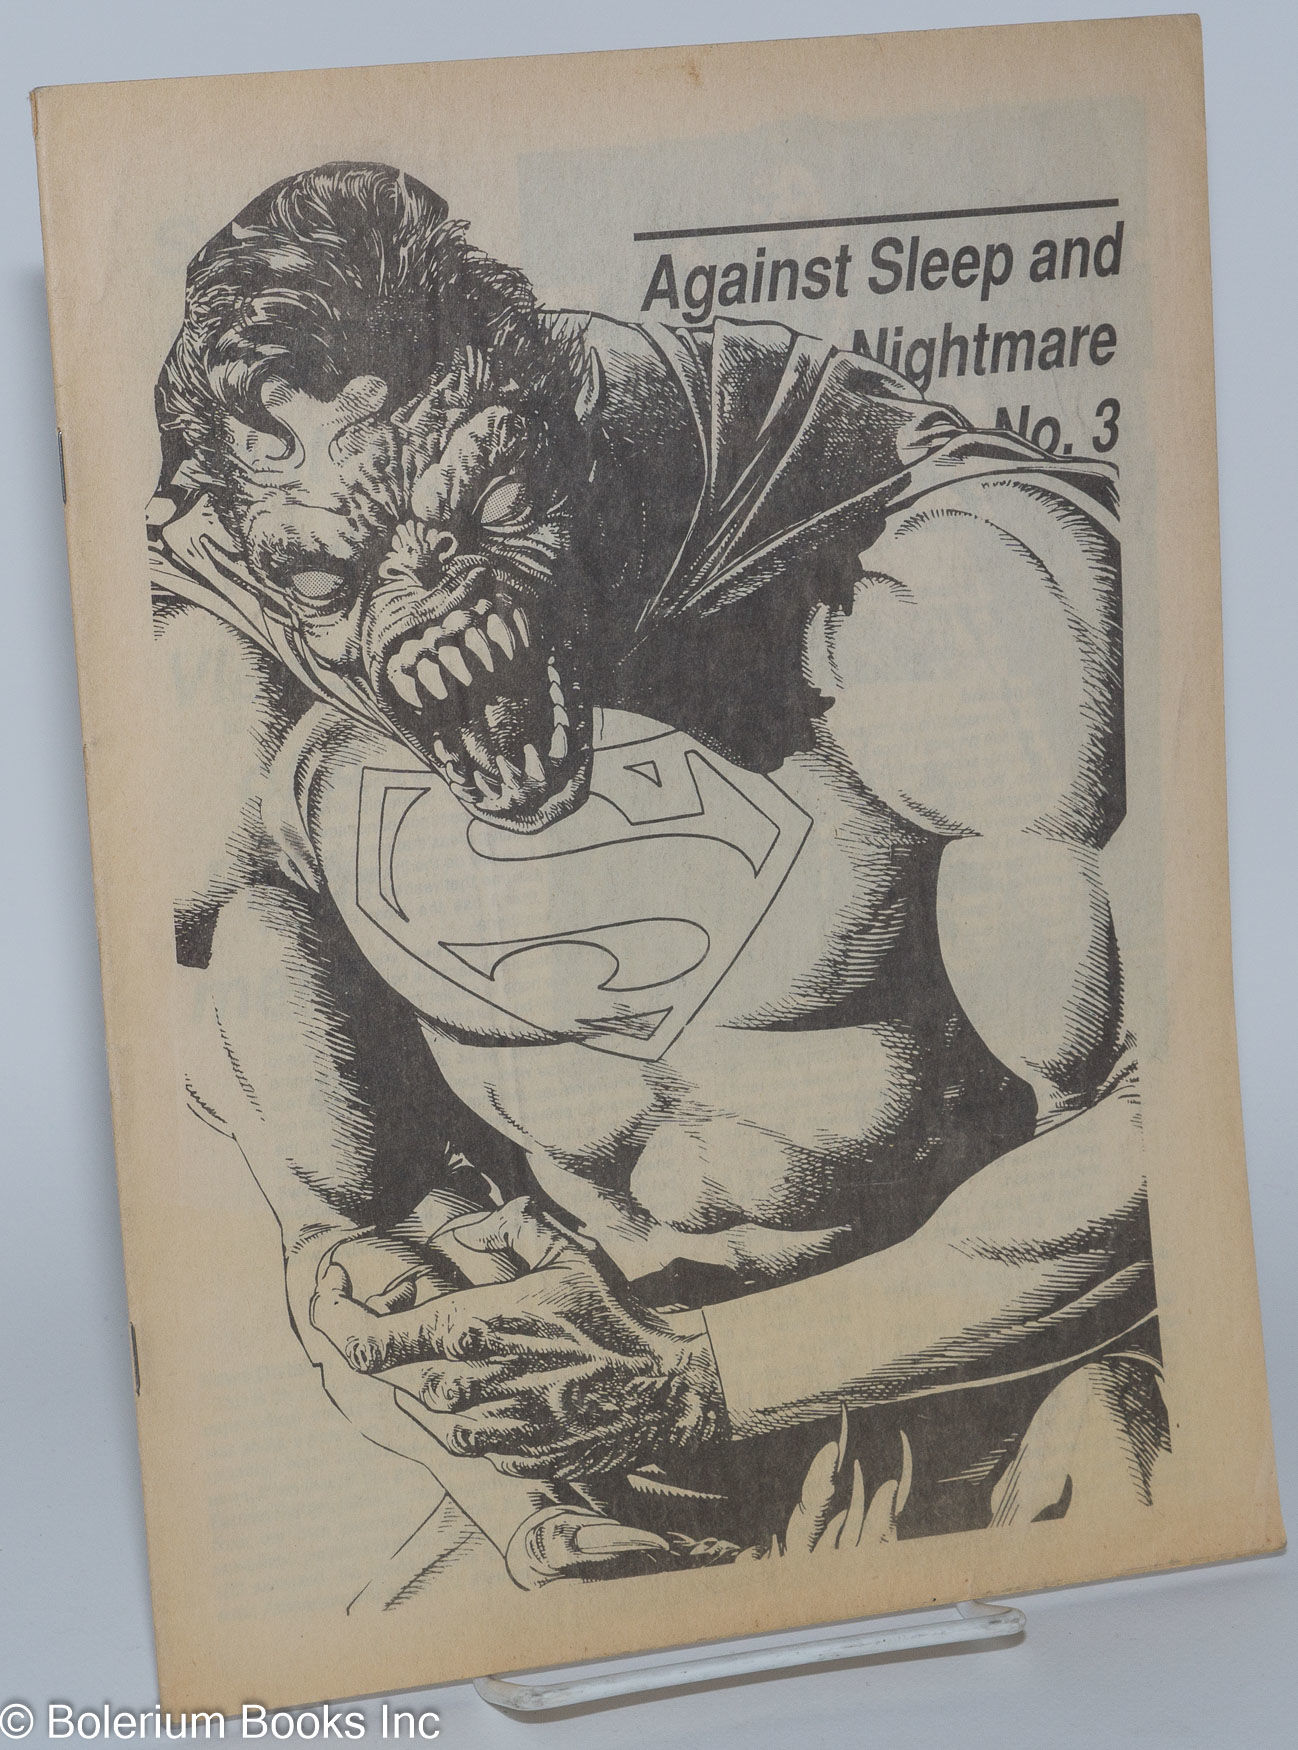 Against Sleep and
Nightmare
No. 3
S
© Bolerium Books Inc